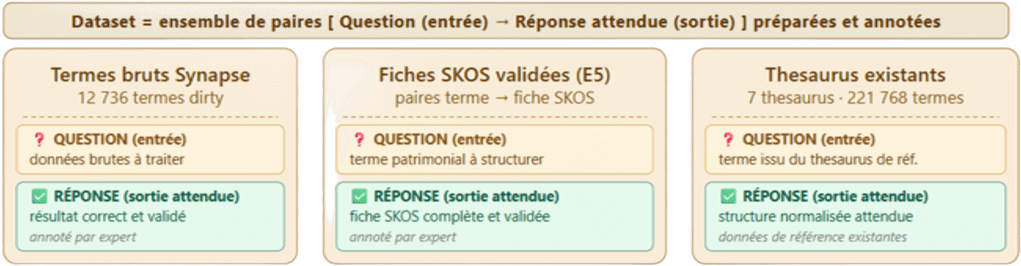 Dataset = ensemble de paires [ Question (entrée) → Réponse attendue (sortie) ] préparées et annotées
Termes bruts Synapse
12 736 termes dirty
❓ QUESTION (entrée)
données brutes à traiter
✅ RÉPONSE (sortie attendue)
résultat correct et validé
annoté par expert
Fiches SKOS validées (E5)
paires terme → fiche SKOS
❓ QUESTION (entrée)
terme patrimonial à structurer
✅ RÉPONSE (sortie attendue)
fiche SKOS complète et validée
annoté par expert
Thesaurus existants
7 thesaurus · 221 768 termes
❓ QUESTION (entrée)
terme issu du thesaurus de réf.
✅ RÉPONSE (sortie attendue)
structure normalisée attendue
données de référence existantes